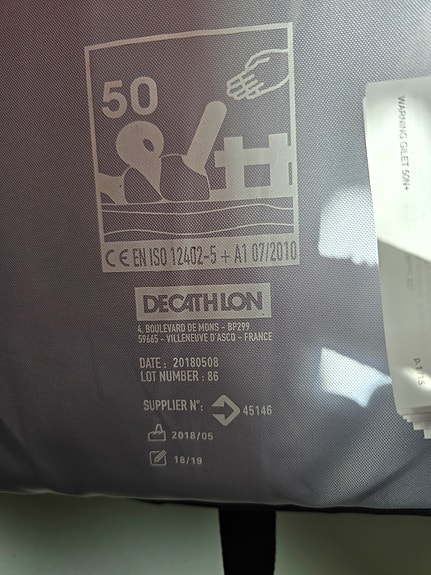 50
CE EN ISO 12402-5 + A1 07/2010
DECATHLON
4, BOULEVARD DE MONS - BP299
59665 - VILLENEUVE D'ASCQ - FRANCE
DATE : 20180508
LOT NUMBER : 86
SUPPLIER N°: 45146
2018/05
18/19
WARNING GILET 50N+